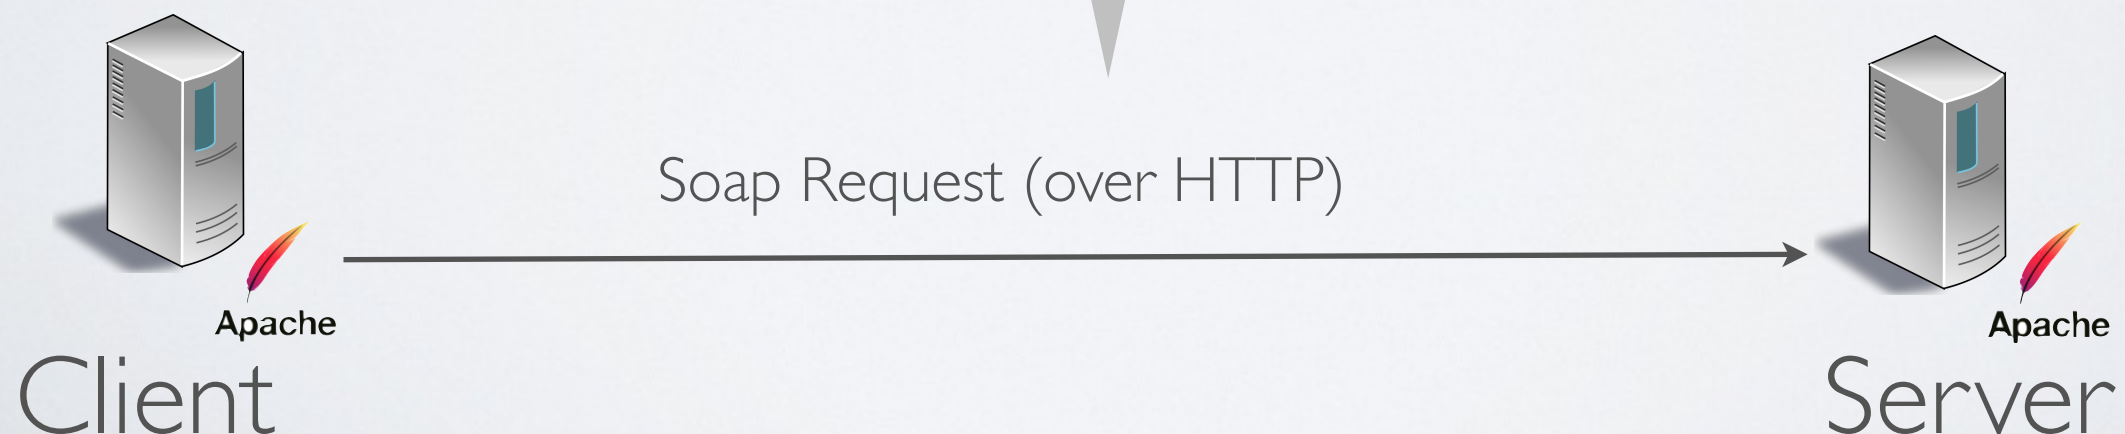 Soap Request (over HTTP)
Apache
Apache
Client
Server